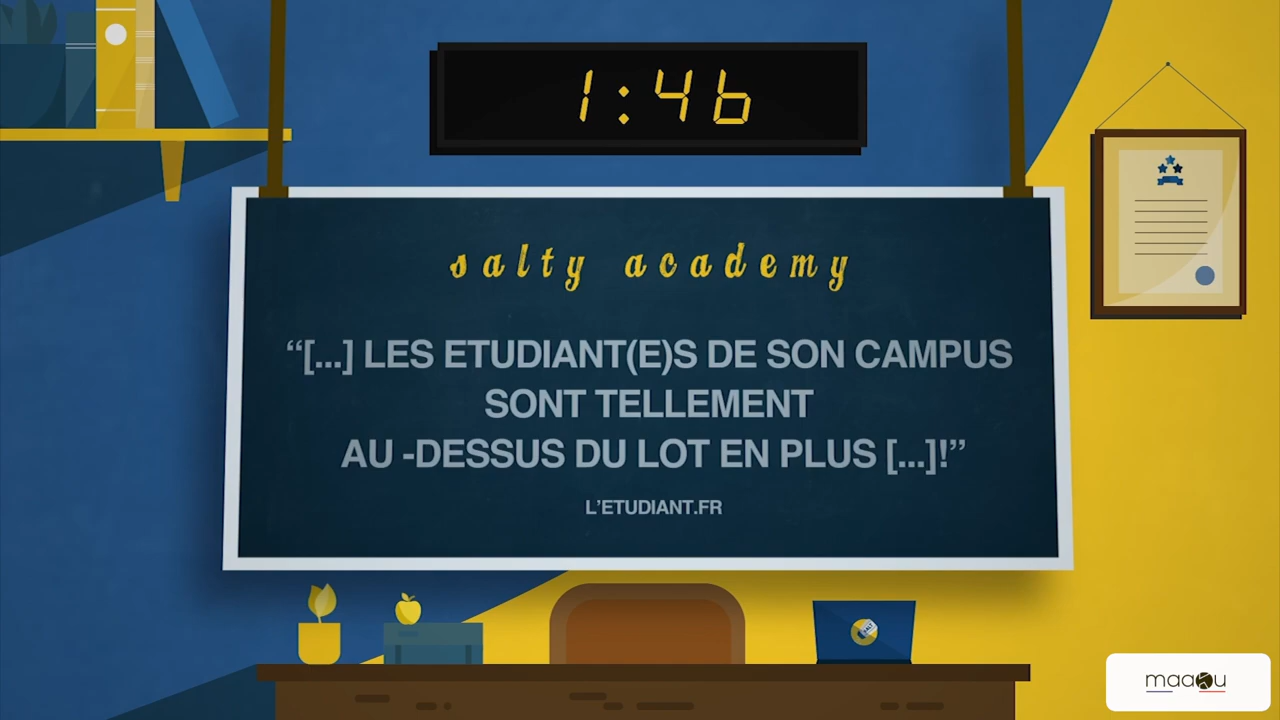 1:46
salty academy
“[...] LES ETUDIANT(E)S DE SON CAMPUS
SONT TELLEMENT
AU -DESSUS DU LOT EN PLUS [...]!”
L’ETUDIANT.FR
maaku